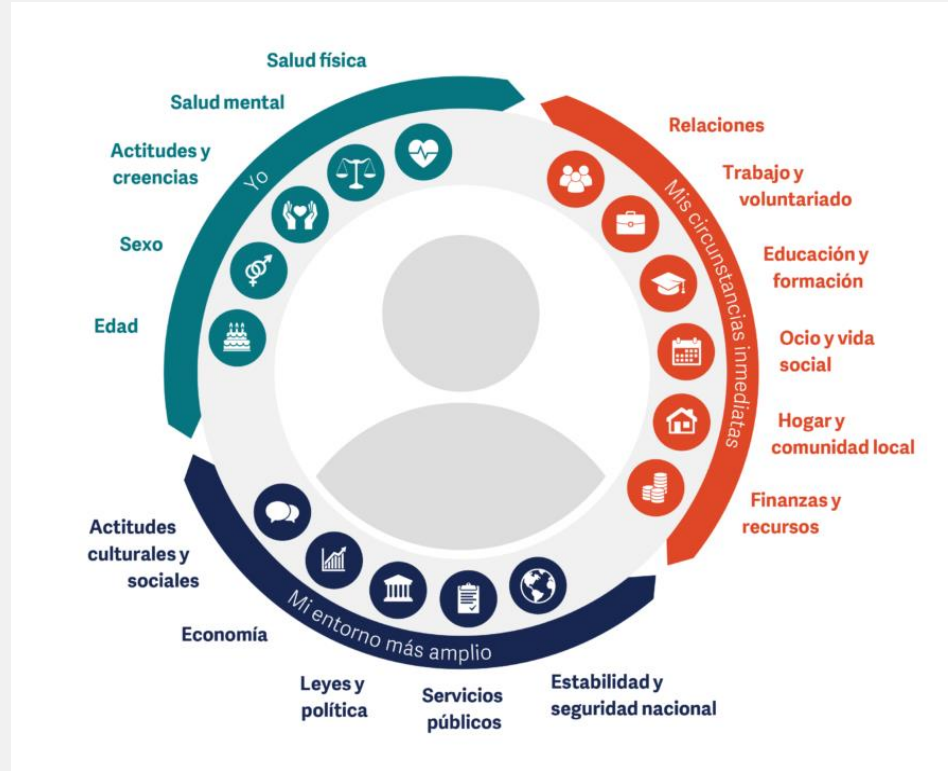 Salud física
Salud mental
Actitudes y
creencias
Sexo
Edad
Yo
Relaciones
Trabajo y
voluntariado
Educación y
formación
Ocio y vida
social
Hogar y
comunidad local
Finanzas y
recursos
Mis circunstancias inmediatas
Actitudes
culturales y
sociales
Economía
Leyes y
política
Servicios
públicos
Estabilidad y
seguridad nacional
Mi entorno más amplio